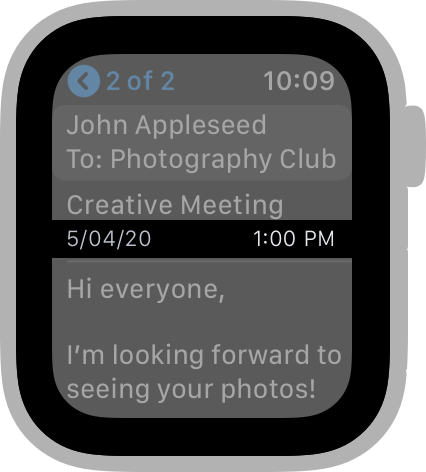 2 of 2 10:09
John Appleseed
To: Photography Club
Creative Meeting
5/04/20 1:00 PM
Hi everyone,
I’m looking forward to
seeing your photos!